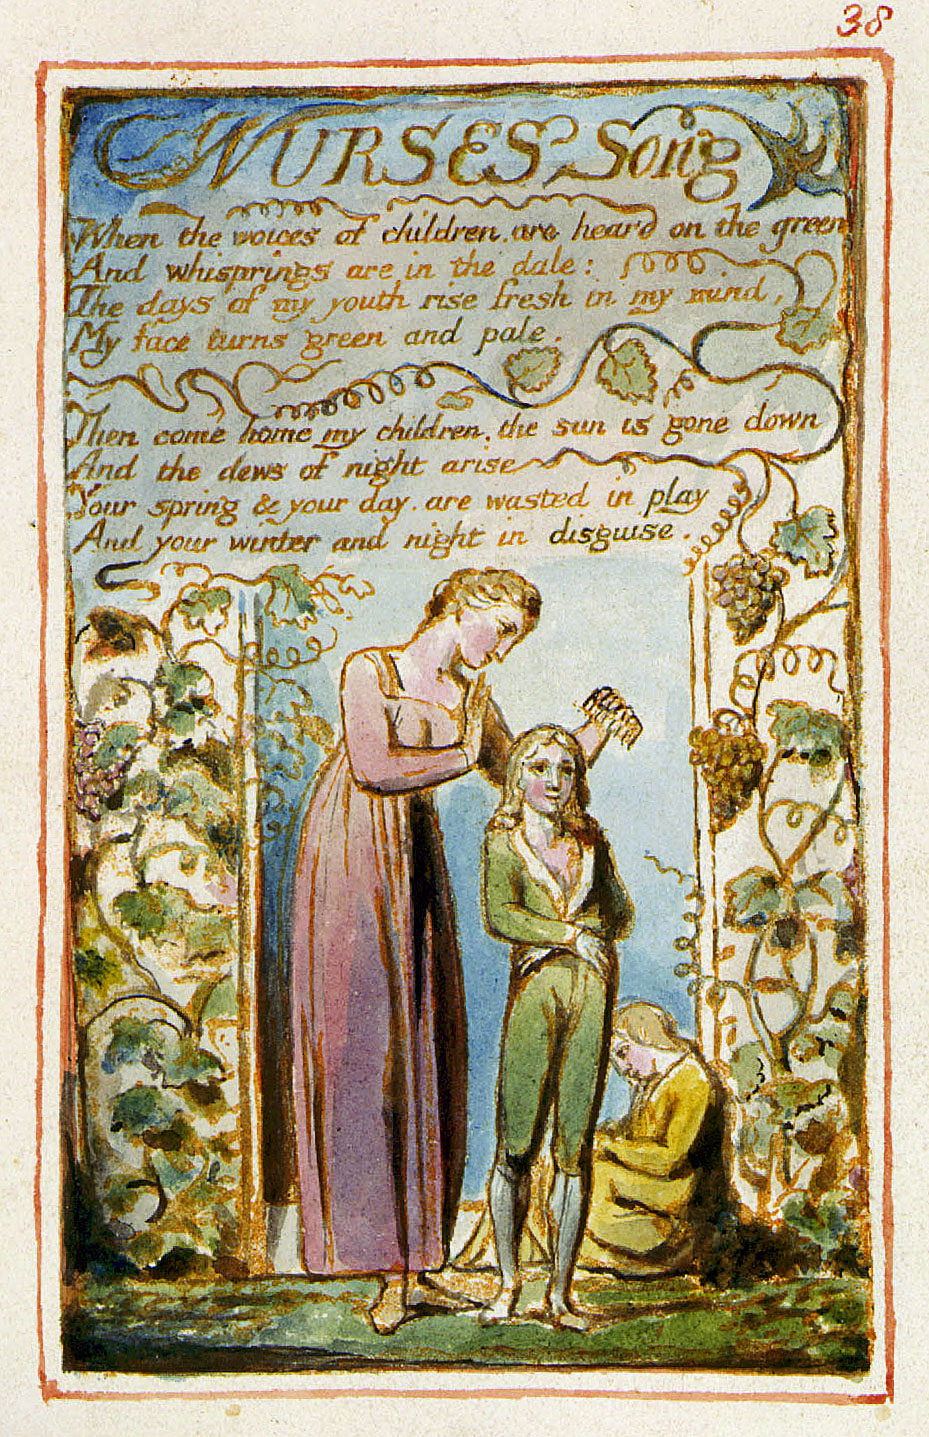 38
NURSES Song
When the voices of children. are heard on the green
And whisprings are in the dale:
The days of my youth rise fresh in my mind,
My face turns green and pale.
Then come home my children. the sun is gone down
And the dews of night arise
Your spring & your day. are wasted in play
And your winter and night in disguise.